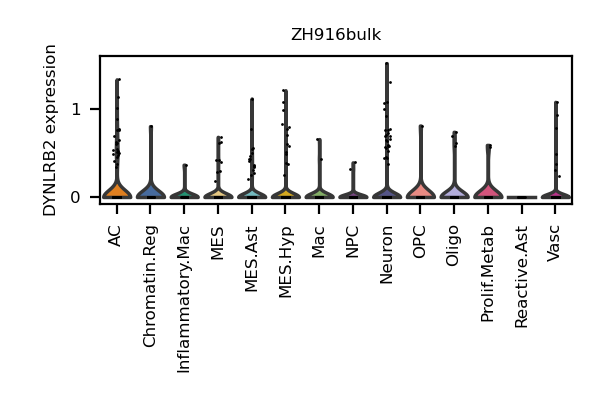 ZH916bulk
DYNLRB2 expression
1
0
AC
Chromatin.Reg
Inflammatory.Mac
MES
MES.Ast
MES.Hyp
Mac
NPC
Neuron
OPC
Oligo
Prolif.Metab
Reactive.Ast
Vasc